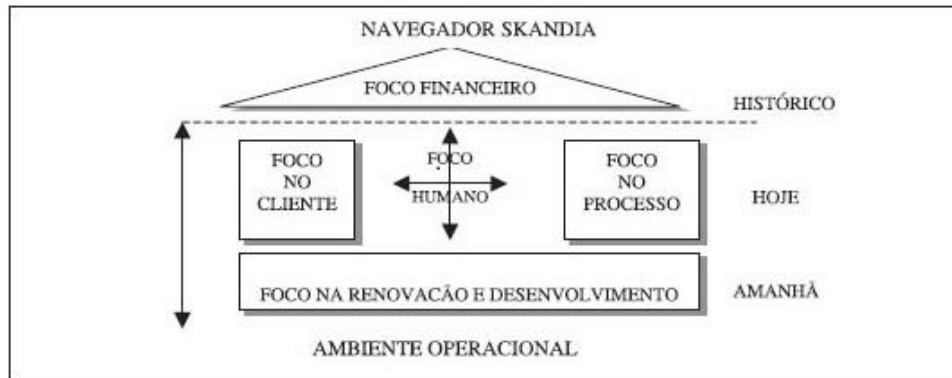 NAVEGADOR SKANDIA
FOCO FINANCEIRO
HISTÓRICO
FOCO
NO
CLIENTE
FOCO
HUMANO
FOCO
NO
PROCESSO
HOJE
FOCO NA RENOVACÃO E DESENVOLVIMENTO
AMANHÃ
AMBIENTE OPERACIONAL